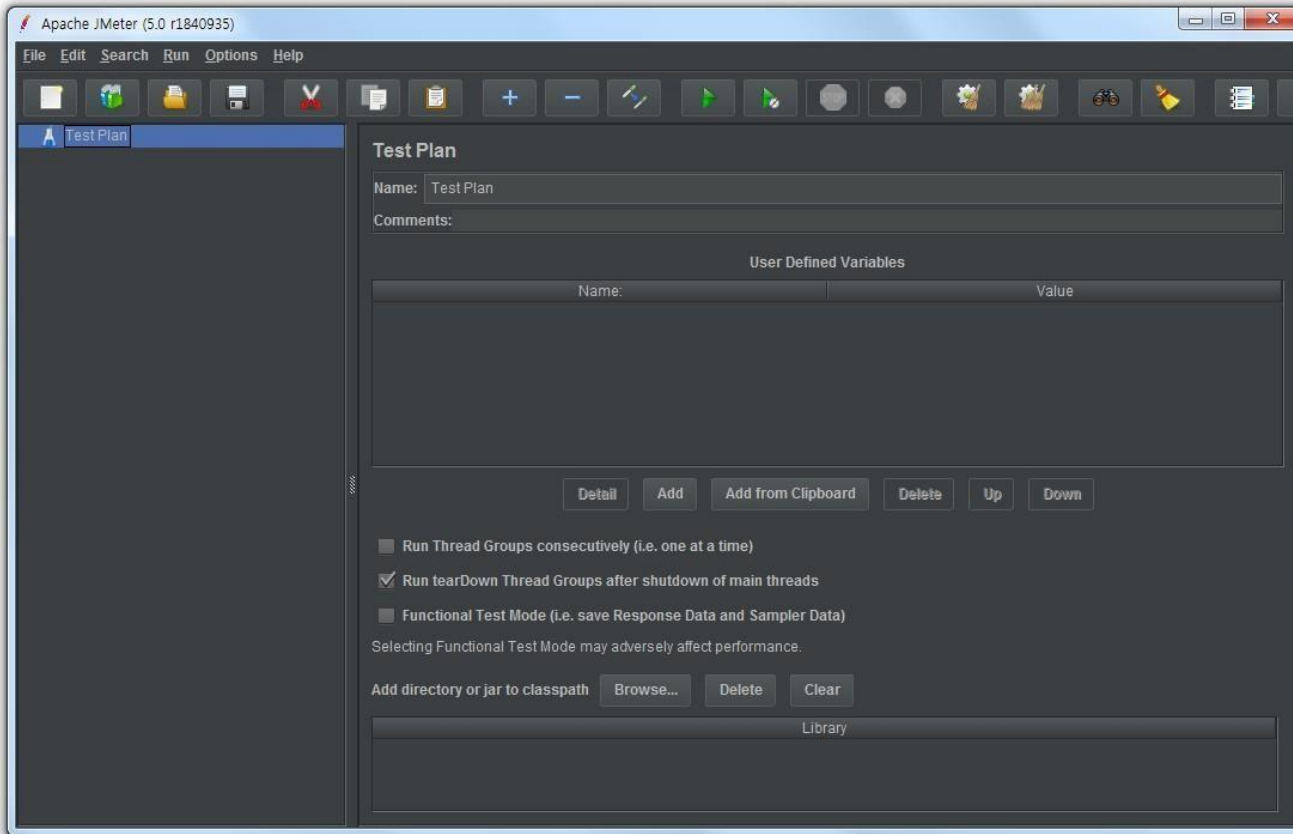 Apache JMeter (5.0 r1840935)
File Edit Search Run Options Help
STOP
Test Plan
Test Plan
Name: Test Plan
Comments:
User Defined Variables
Name: Value
Detail Add Add from Clipboard Delete Up Down
Run Thread Groups consecutively (i.e. one at a time)
Run tearDown Thread Groups after shutdown of main threads
Functional Test Mode (i.e. save Response Data and Sampler Data)
Selecting Functional Test Mode may adversely affect performance.
Add directory or jar to classpath Browse... Delete Clear
Library